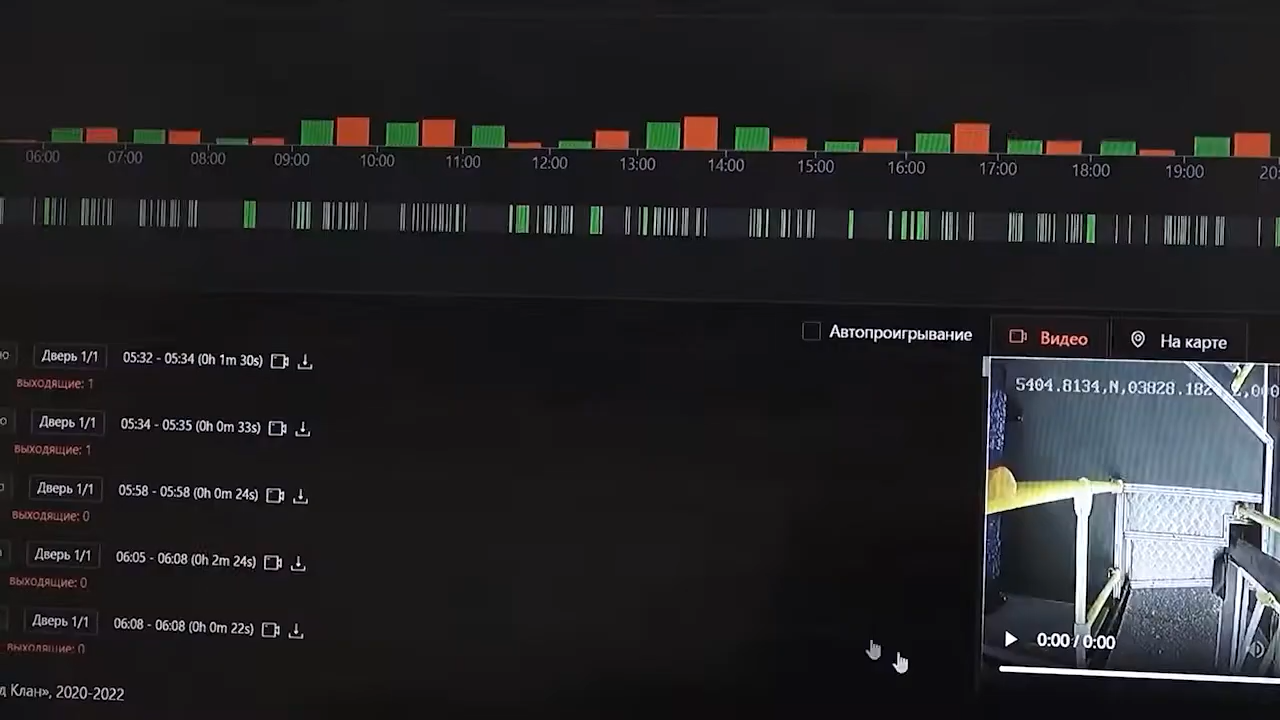 06:00 07:00 08:00 09:00 10:00 11:00 12:00 13:00 14:00 15:00 16:00 17:00 18:00 19:00
Автопроигрывание
Видео
На карте
Дверь 1/1 05:32 - 05:34 (0h 1m 30s)
выходящие: 1
Дверь 1/1 05:34 - 05:35 (0h 0m 33s)
выходящие: 1
Дверь 1/1 05:58 - 05:58 (0h 0m 24s)
выходящие: 0
Дверь 1/1 06:05 - 06:08 (0h 2m 24s)
выходящие: 0
Дверь 1/1 06:08 - 06:08 (0h 0m 22s)
выходящие: 0
5404.8134,N,03828.182
0:00 / 0:00
Клан», 2020-2022